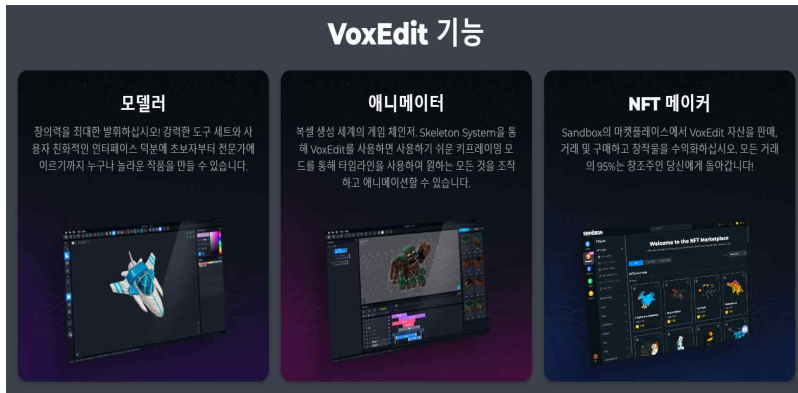 VoxEdit 기능
모델러
창의력을 최대한 발휘하십시오! 강력한 도구 세트와 사
용자 친화적인 인터페이스 덕분에 초보자부터 전문가에
이르기까지 누구나 놀라운 작품을 만들 수 있습니다.
애니메이터
복셀 생성 세계의 게임 체인저. Skeleton System을 통
해 VoxEdit를 사용하면 사용하기 쉬운 키프레이밍 모
드를 통해 타임라인을 사용하여 원하는 모든 것을 조작
하고 애니메이션할 수 있습니다.
NFT 메이커
Sandbox의 마켓플레이스에서 VoxEdit 자산을 판매,
거래 및 구매하고 창작물을 수익화하십시오. 모든 거래
의 95%는 창조주인 당신에게 돌아갑니다!
Welcome to the NFT Marketplace